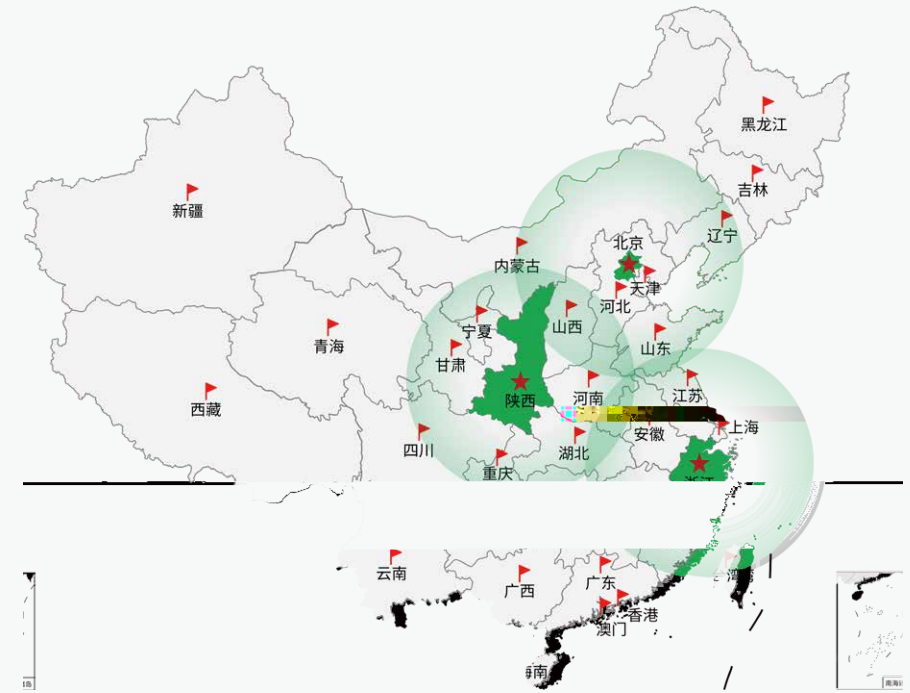 黑龙江
吉林
新疆
辽宁
北京
内蒙古
天津
河北
宁夏
山西
青海
山东
甘肃
江苏
河南
陕西
西藏
上海
安徽
四川
湖北
重庆
云南
广西
广东
香港
澳门